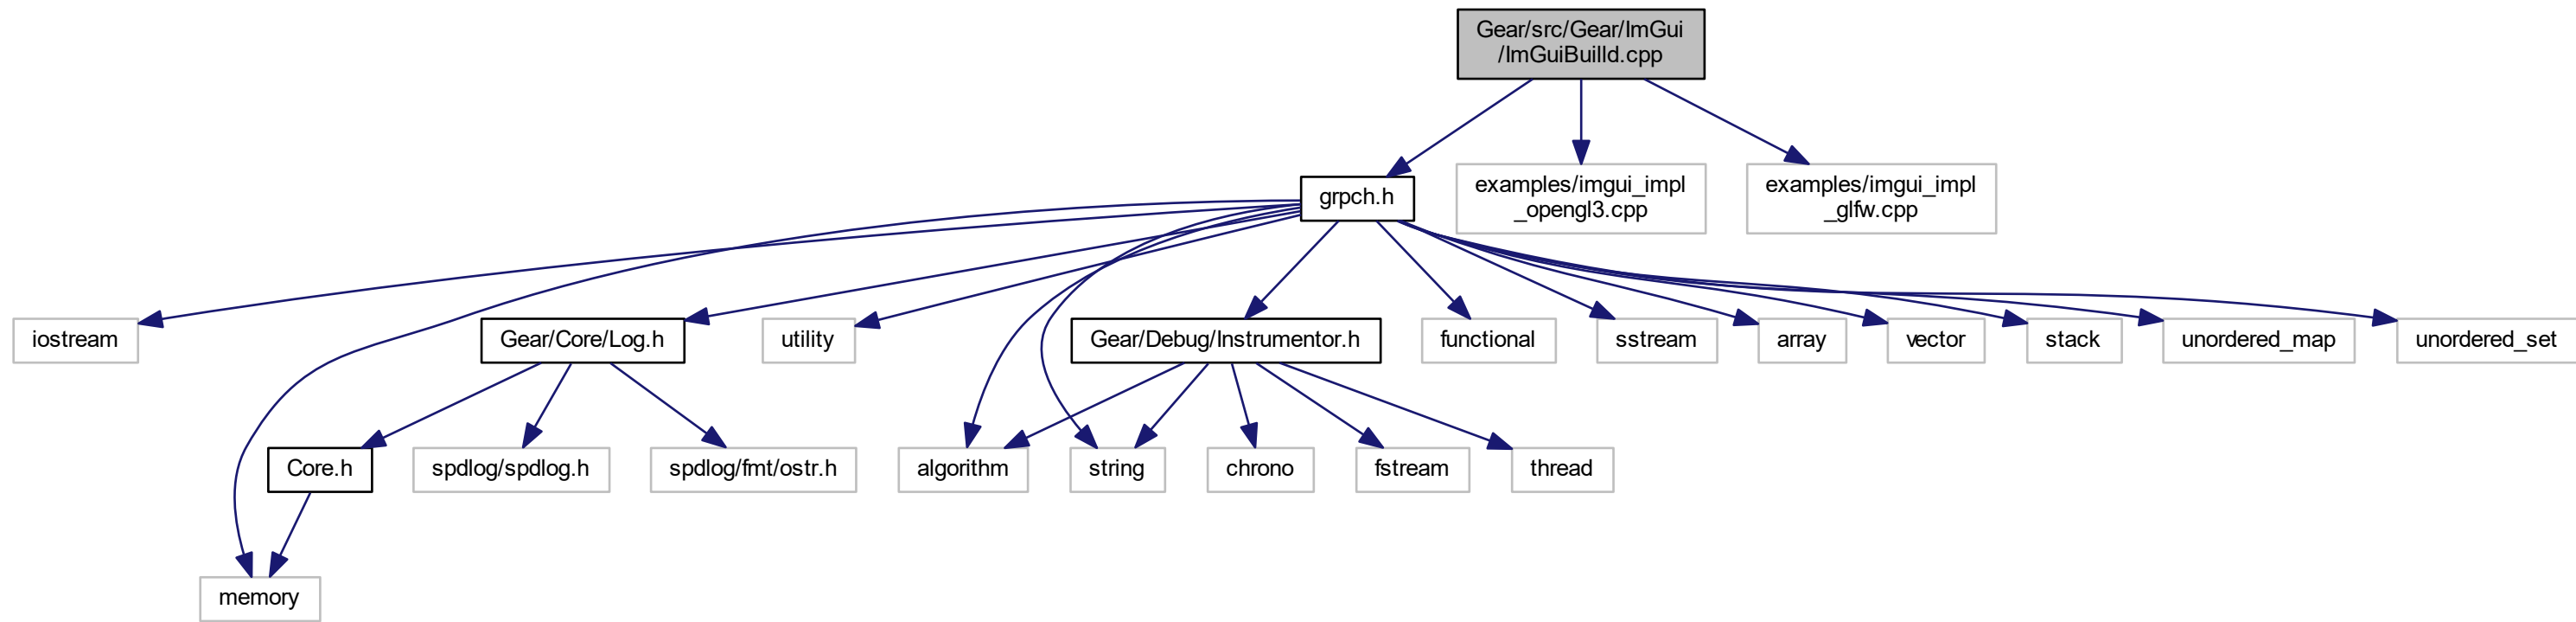 Gear/src/Gear/ImGui
/ImGuiBuilld.cpp
grpch.h
examples/imgui_impl
_opengl3.cpp
examples/imgui_impl
_glfw.cpp
iostream
Gear/Core/Log.h
utility
Gear/Debug/Instrumentor.h
functional
sstream
array
vector
stack
unordered_map
unordered_set
Core.h
spdlog/spdlog.h
spdlog/fmt/ostr.h
algorithm
string
chrono
fstream
thread
memory